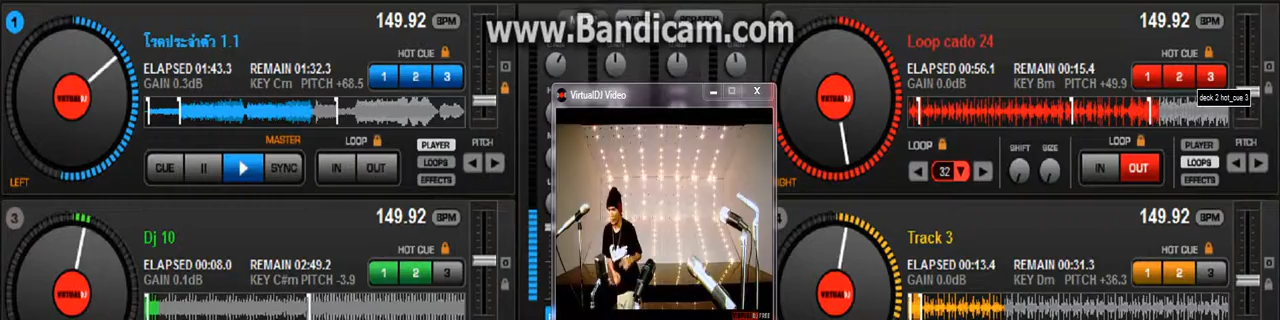 www.Bandicam.com
1
โรคประจำตัว 1.1
149.92 BPM
HOT CUE
ELAPSED 01:43.3 REMAIN 01:32.3
GAIN 0.3dB KEY Cm PITCH +68.5
1 2 3
MASTER
LOOP
PLAYER
LOOPS
EFFECTS
CUE SYNC IN OUT
LEFT
VIRTUALDJ
VirtualDJ Video
Loop cado 24
149.92 BPM
HOT CUE
ELAPSED 00:56.1 REMAIN 00:15.4
GAIN 0.0dB KEY Bm PITCH +49.9
1 2 3
deck 2 hot_cue 3
LOOP SHIFT SIZE LOOP
PLAYER
LOOPS
EFFECTS
32 IN OUT
RIGHT
VIRTUALDJ
3
Dj 10
149.92 BPM
HOT CUE
ELAPSED 00:08.0 REMAIN 02:49.2
GAIN 0.1dB KEY C#m PITCH -3.9
1 2 3
VIRTUALDJ
4
Track 3
149.92 BPM
HOT CUE
ELAPSED 00:13.4 REMAIN 00:31.3
GAIN 0.0dB KEY Dm PITCH +36.3
1 2 3
VIRTUALDJ